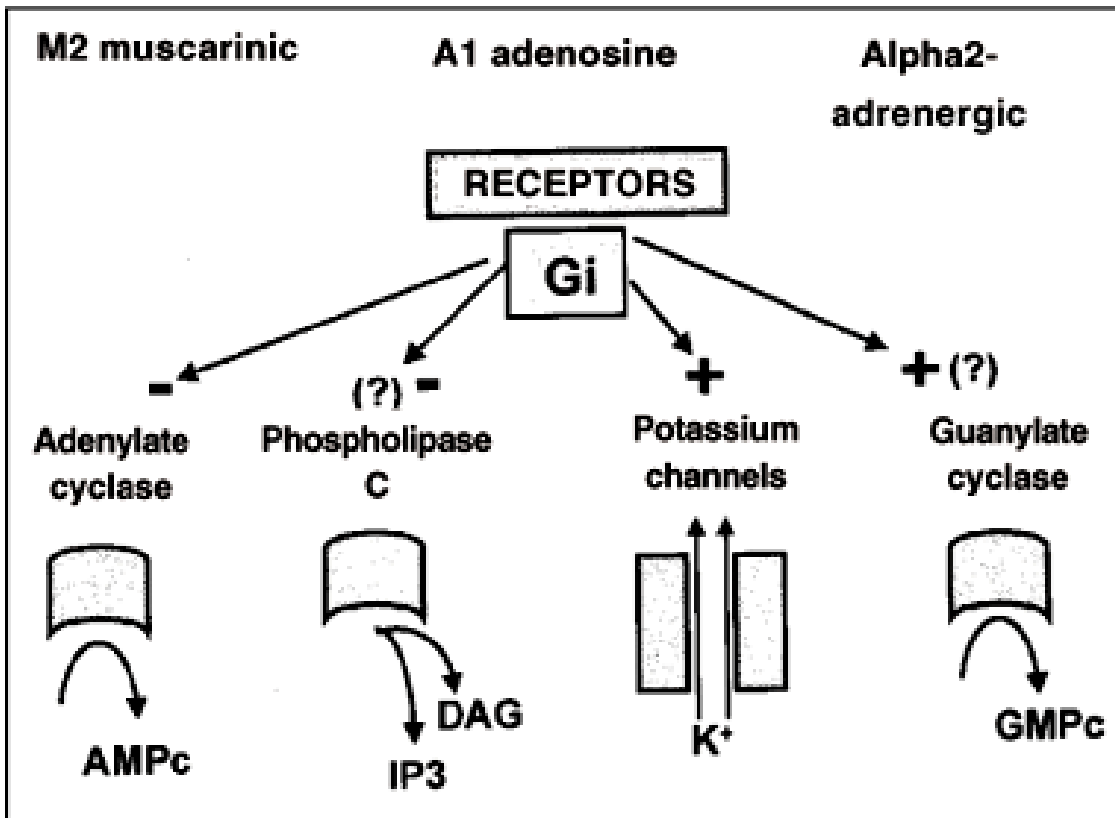 M2 muscarinic
A1 adenosine
Alpha2-
adrenergic
RECEPTORS
Gi
-
(?) -
+
+ (?)
Adenylate
cyclase
Phospholipase
C
Potassium
channels
Guanylate
cyclase
AMPc
DAG
IP3
K+
GMPc